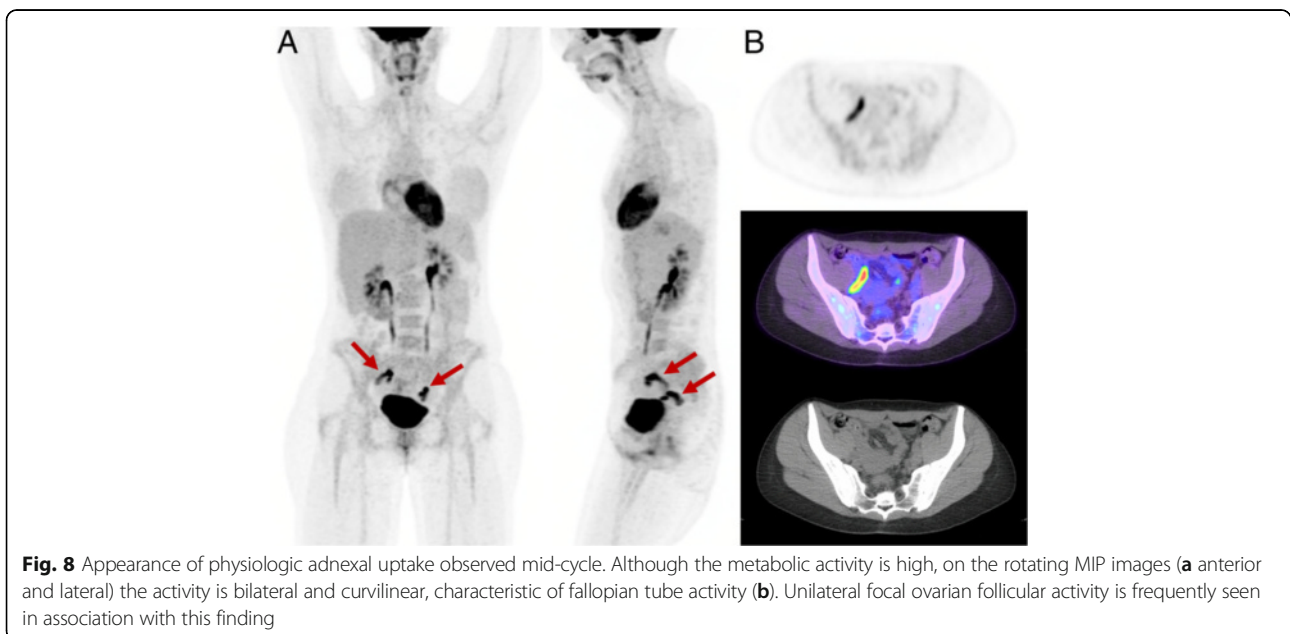 A
B
Fig. 8 Appearance of physiologic adnexal uptake observed mid-cycle. Although the metabolic activity is high, on the rotating MIP images (a anterior
and lateral) the activity is bilateral and curvilinear, characteristic of fallopian tube activity (b). Unilateral focal ovarian follicular activity is frequently seen
in association with this finding